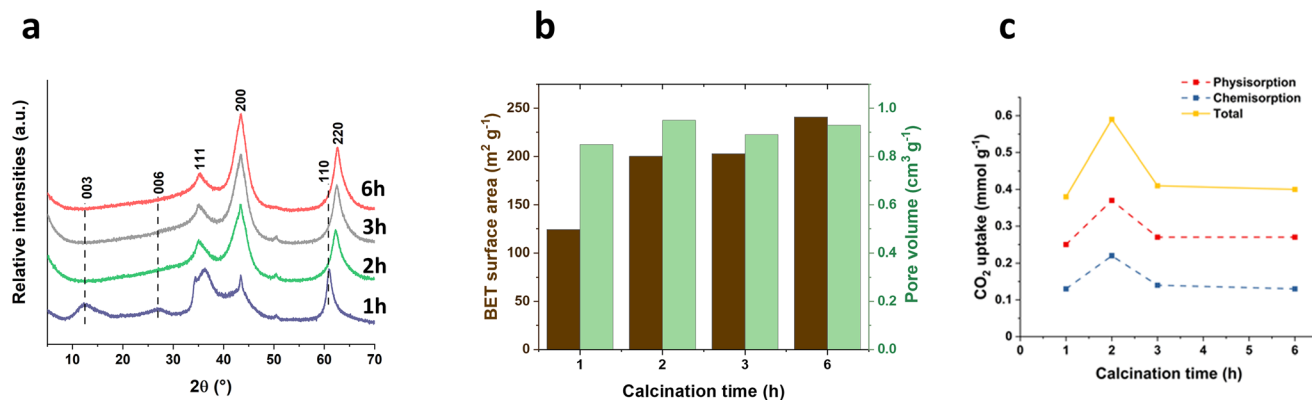 a
Relative intensities (a.u.)
003
006
111
200
110
220
6h
3h
2h
1h
10 20 30 40 50 60 70
2θ (°)
b
BET surface area (m² g⁻¹)
250
200
150
100
50
0
Pore volume (cm³ g⁻¹)
1.0
0.8
0.6
0.4
0.2
0.0
1 2 3 6
Calcination time (h)
c
Physisorption
Chemisorption
Total
CO₂ uptake (mmol g⁻¹)
0.6
0.5
0.4
0.3
0.2
0.1
0
0 1 2 3 4 5 6
Calcination time (h)